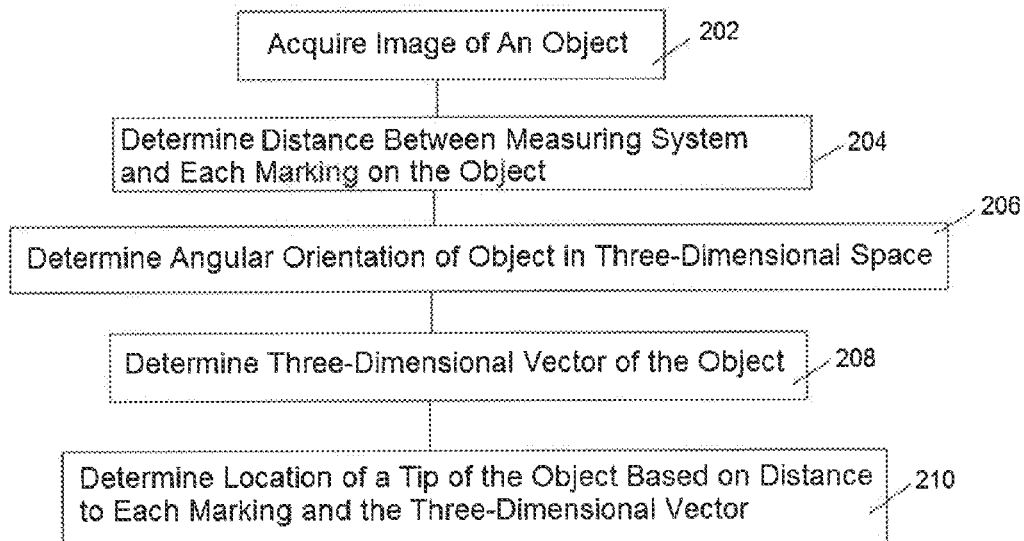 Acquire Image of An Object
202
Determine Distance Between Measuring System
and Each Marking on the Object
204
206
Determine Angular Orientation of Object in Three-Dimensional Space
Determine Three-Dimensional Vector of the Object
208
Determine Location of a Tip of the Object Based on Distance
to Each Marking and the Three-Dimensional Vector
210